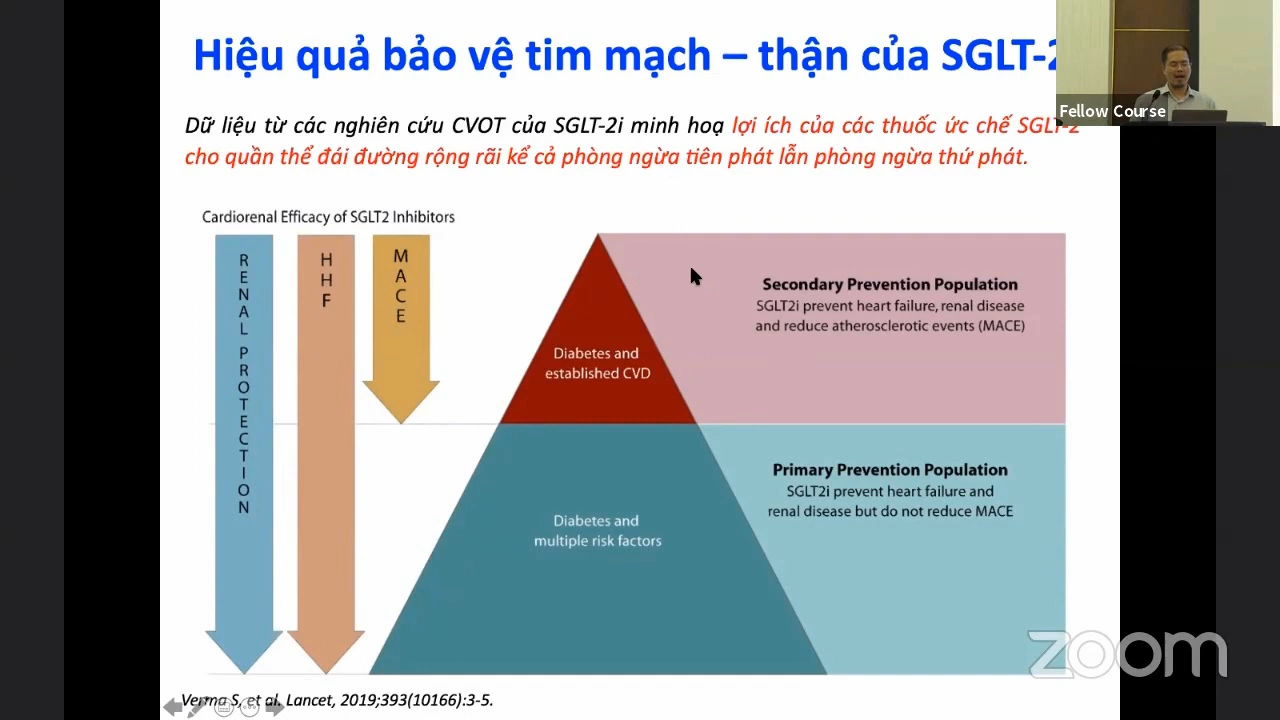 Hiệu quả bảo vệ tim mạch – thận của SGLT-2
Fellow Course
Dữ liệu từ các nghiên cứu CVOT của SGLT-2i minh hoạ lợi ích của các thuốc ức chế SGLT-2
cho quần thể đái đường rộng rãi kể cả phòng ngừa tiên phát lẫn phòng ngừa thứ phát.
Cardiorenal Efficacy of SGLT2 Inhibitors
RENAL PROTECTION
HHF
MACE
Diabetes and
established CVD
Secondary Prevention Population
SGLT2i prevent heart failure, renal disease
and reduce atherosclerotic events (MACE)
Diabetes and
multiple risk factors
Primary Prevention Population
SGLT2i prevent heart failure and
renal disease but do not reduce MACE
zoom
Verma S, et al. Lancet, 2019;393(10166):3-5.